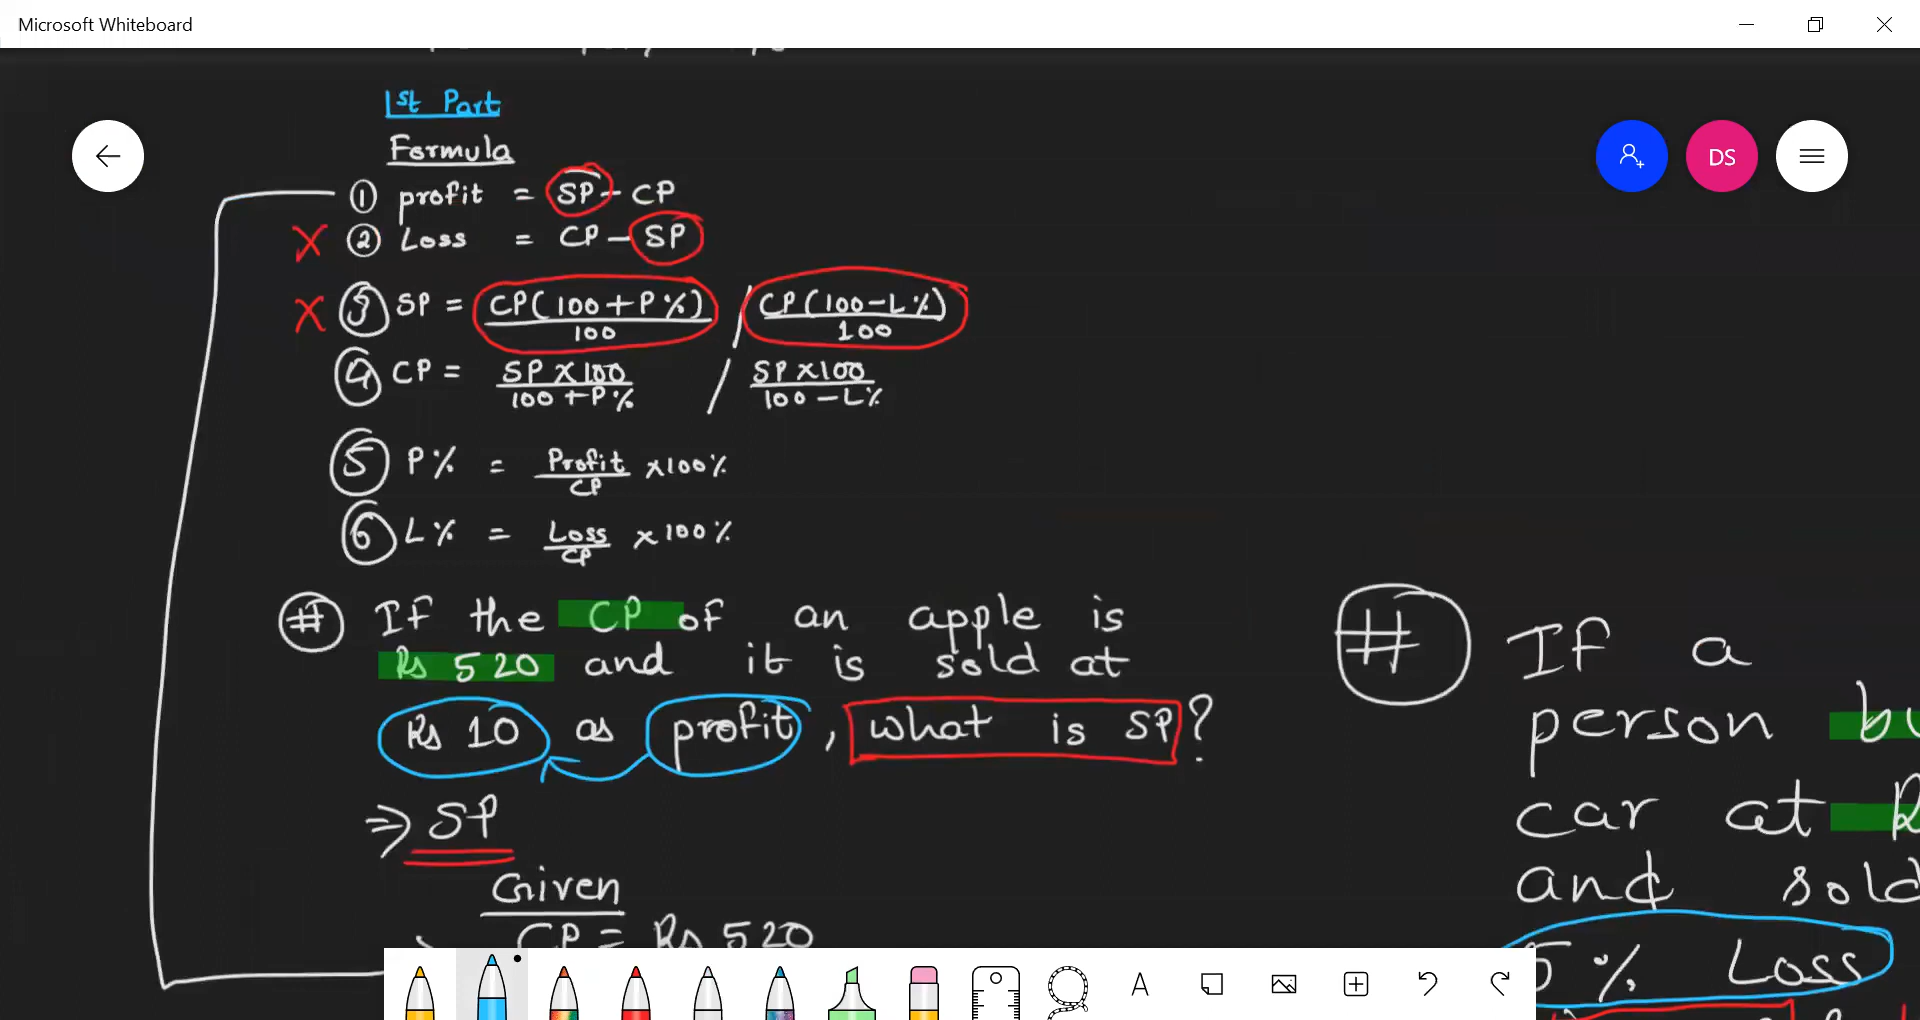 Microsoft Whiteboard
1st Part
Formula
① profit = SP - CP
X ② Loss = CP - SP
X ③ SP = CP(100+P%)/100 / CP(100-L%)/100
④ CP = SP×100/100+P% / SP×100/100-L%
⑤ P% = Profit/CP ×100%
⑥ L% = Loss/CP ×100%
# If the CP of an apple is
Rs 520 and it is sold at
Rs 10 as profit, what is SP?
⇒ SP
Given
CP = Rs 520
# If a
person
car at
and sold
5% Loss
DS
A